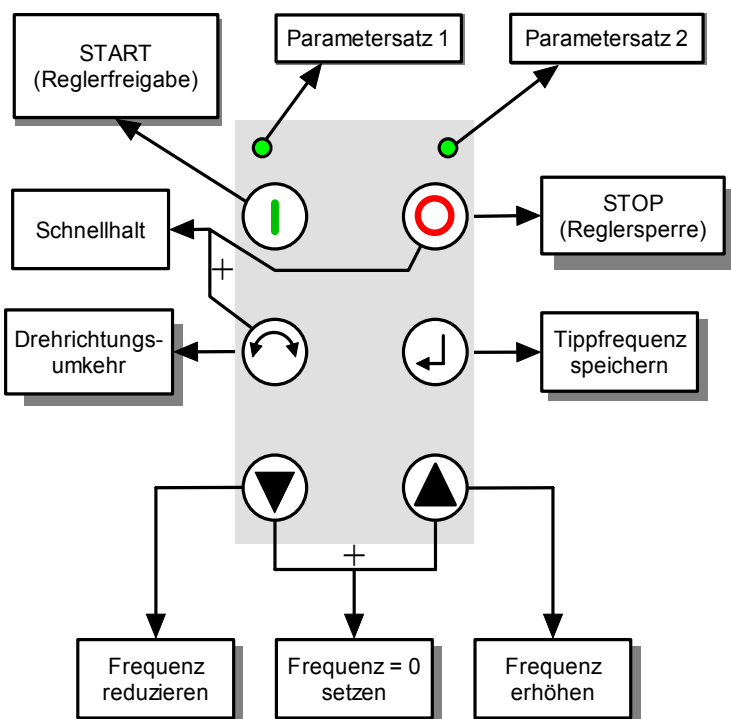 START
(Reglerfreigabe)
Parametersatz 1
Parametersatz 2
Schnellhalt
+
STOP
(Reglersperre)
Drehrichtungs-
umkehr
Tippfrequenz
speichern
+
Frequenz
reduzieren
Frequenz = 0
setzen
Frequenz
erhöhen